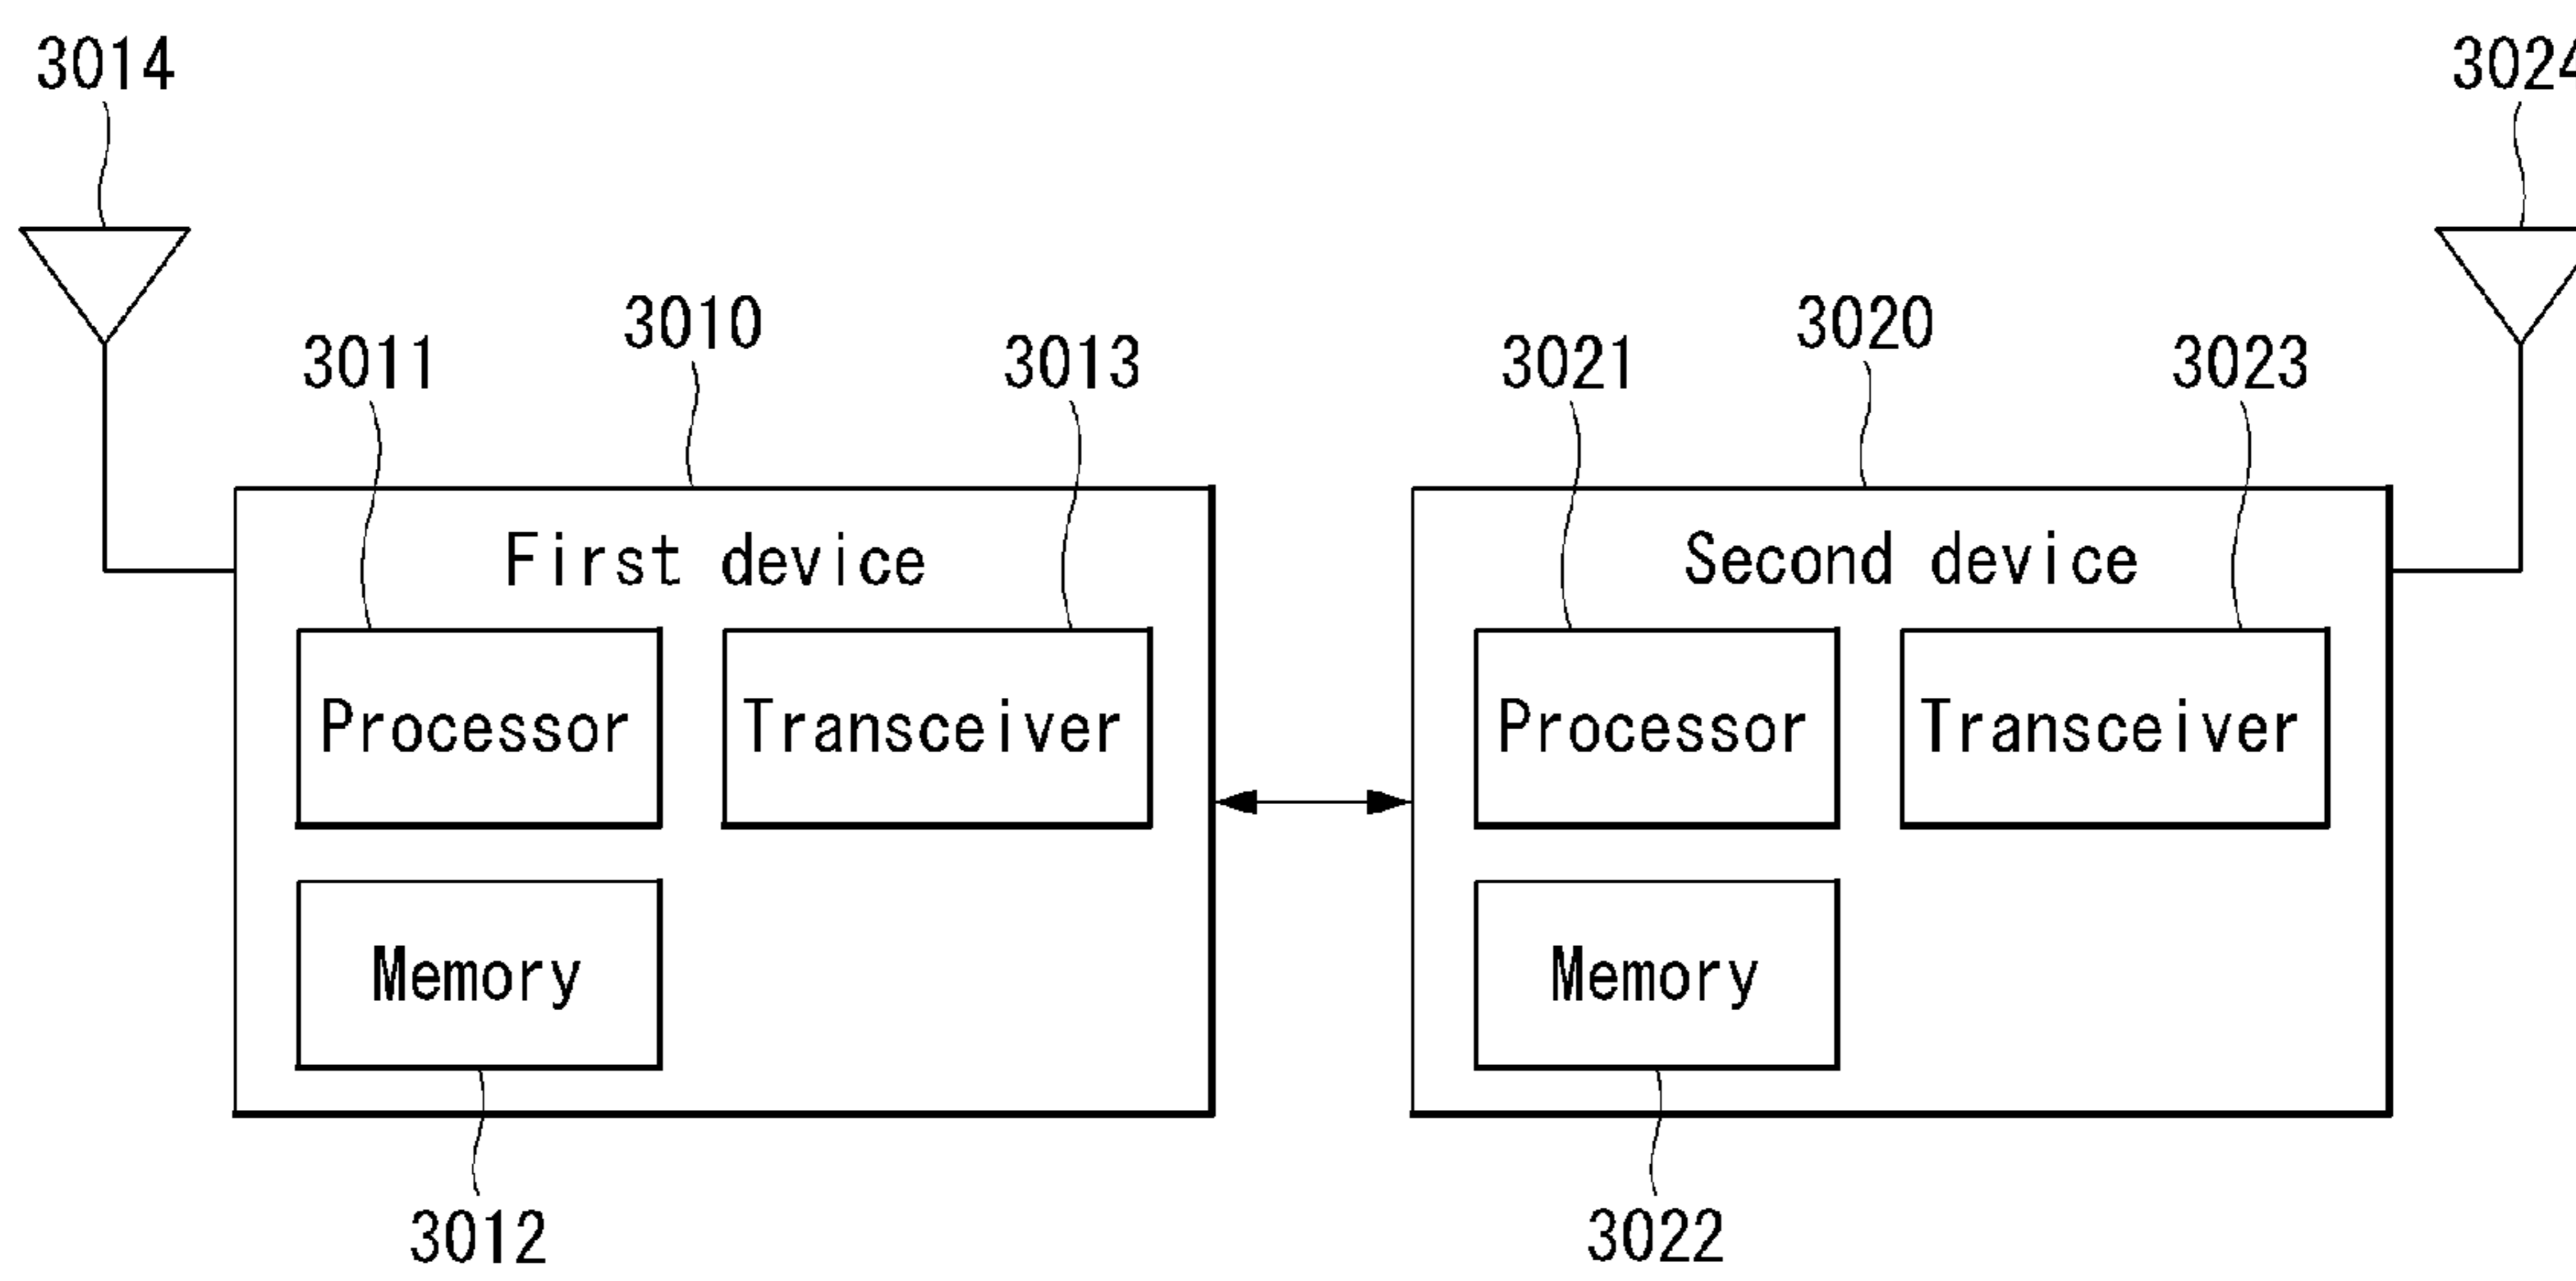 3014
3024
3010
3020
3011
3013
3021
3023
First device
Second device
Processor
Transceiver
Processor
Transceiver
Memory
Memory
3012
3022